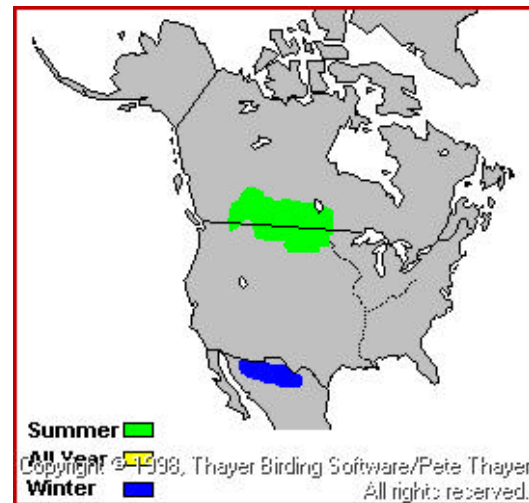 Summer
All Year
Copyright © 1998, Thayer Birding Software/Pete Thayer
Winter
All rights reserved.